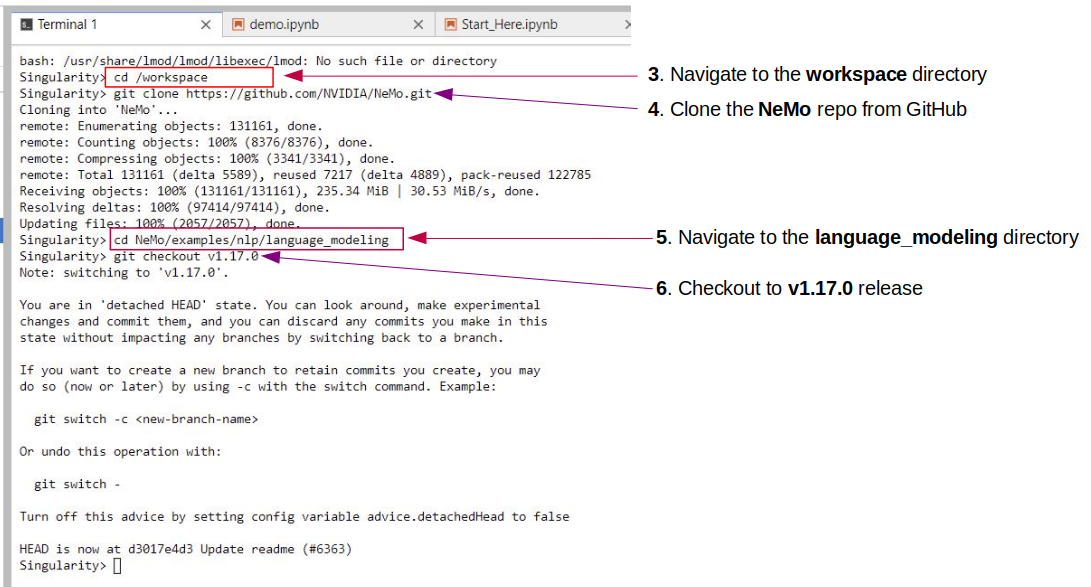 Terminal 1
demo.ipynb
Start_Here.ipynb
bash: /usr/share/lmod/lmod/libexec/lmod: No such file or directory
Singularity> cd /workspace
3. Navigate to the workspace directory
Singularity> git clone https://github.com/NVIDIA/NeMo.git
4. Clone the NeMo repo from GitHub
Cloning into 'NeMo'...
remote: Enumerating objects: 131161, done.
remote: Counting objects: 100% (8376/8376), done.
remote: Compressing objects: 100% (3341/3341), done.
remote: Total 131161 (delta 5589), reused 7217 (delta 4889), pack-reused 122785
Receiving objects: 100% (131161/131161), 235.34 MiB | 30.53 MiB/s, done.
Resolving deltas: 100% (97414/97414), done.
Updating files: 100% (2057/2057), done.
Singularity> cd NeMo/examples/nlp/language_modeling
5. Navigate to the language_modeling directory
Singularity> git checkout v1.17.0
6. Checkout to v1.17.0 release
Note: switching to 'v1.17.0'.
You are in 'detached HEAD' state. You can look around, make experimental
changes and commit them, and you can discard any commits you make in this
state without impacting any branches by switching back to a branch.
If you want to create a new branch to retain commits you create, you may
do so (now or later) by using -c with the switch command. Example:
git switch -c <new-branch-name>
Or undo this operation with:
git switch -
Turn off this advice by setting config variable advice.detachedHead to false
HEAD is now at d3017e4d3 Update readme (#6363)
Singularity>